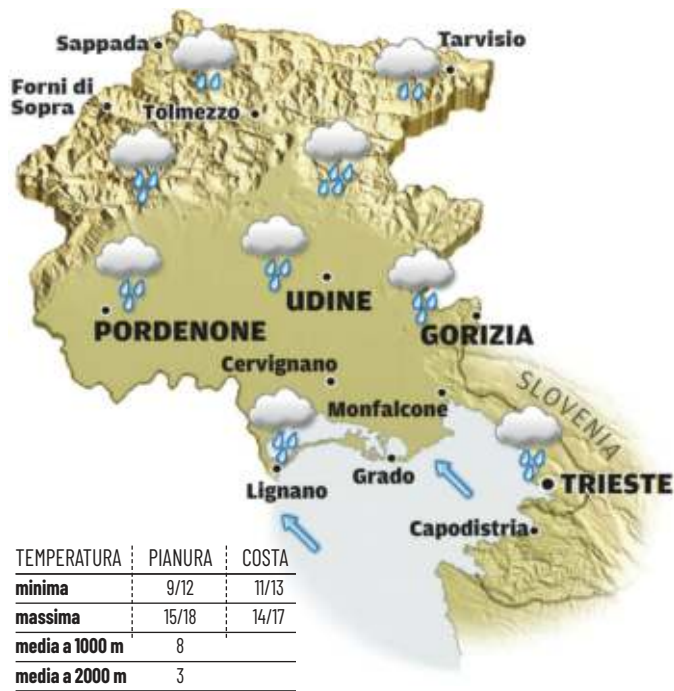 Sappada
Tarvisio
Forni di
Sopra
Tolmezzo
UDINE
PORDENONE
GORIZIA
Cervignano
SLOVENIA
Monfalcone
Grado
TRIESTE
Lignano
Capodistria
TEMPERATURA PIANURA COSTA
minima 9/12 11/13
massima 15/18 14/17
media a 1000 m 8
media a 2000 m 3